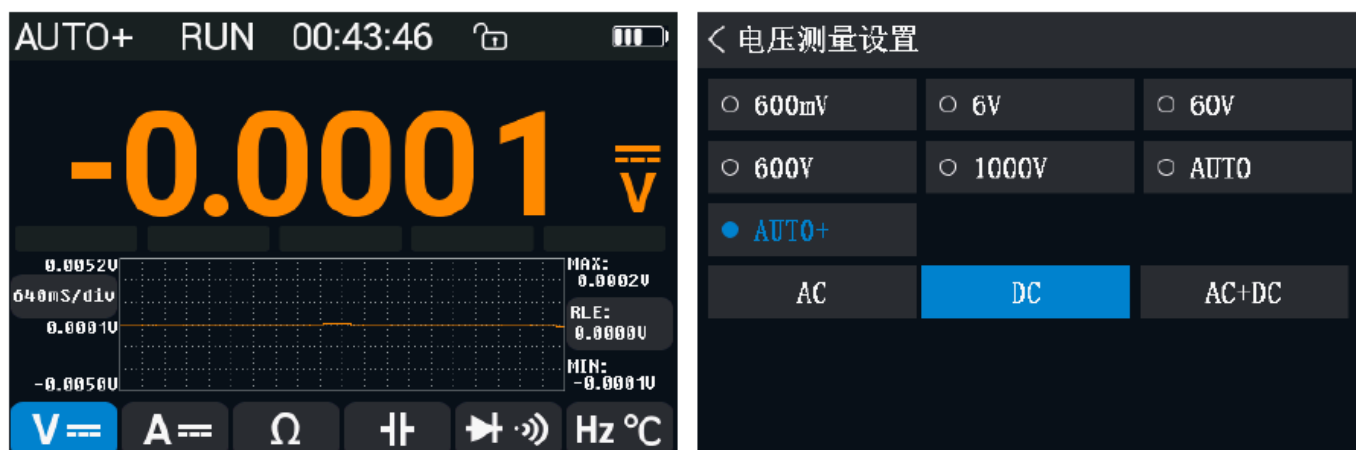 AUTO+ RUN 00:43:46
-0.0001 V
0.0052V
640mS/div
0.0001V
-0.0050V
MAX:
0.0002V
RLE:
0.0000V
MIN:
-0.0001V
V A Ω Hz °C
< 电压测量设置
600mV 6V 60V
600V 1000V AUTO
AUTO+
AC DC AC+DC